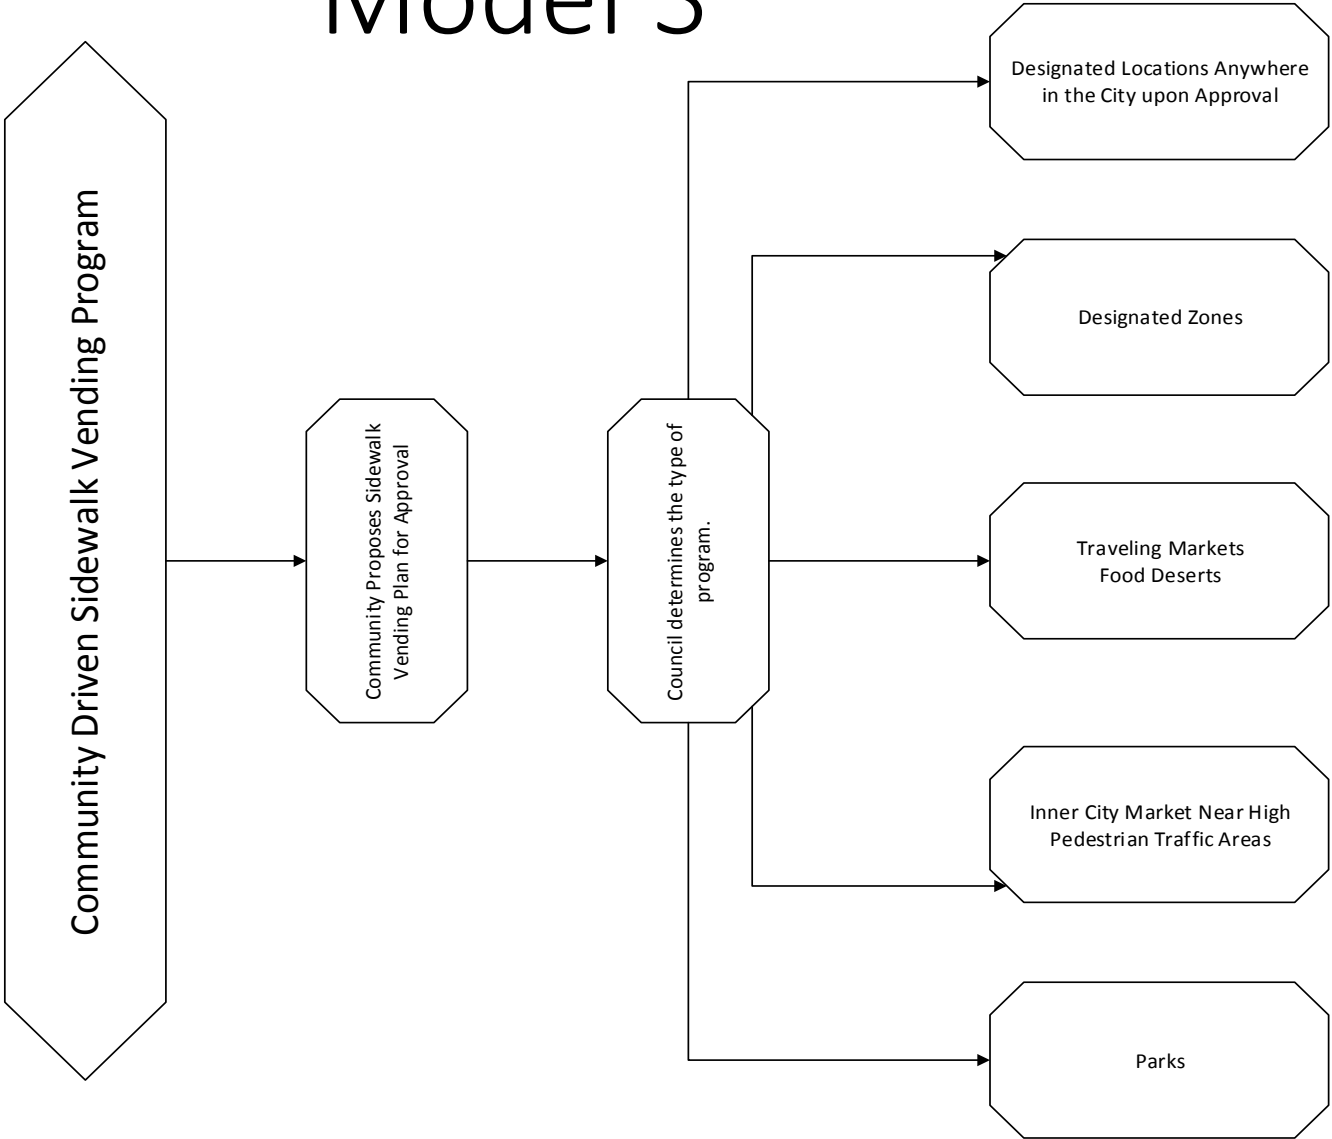 Model 3
Community Driven Sidewalk Vending Program
Community Proposes Sidewalk
Vending Plan for Approval
Council determines the type of
program.
Designated Locations Anywhere
in the City upon Approval
Designated Zones
Traveling Markets
Food Deserts
Inner City Market Near High
Pedestrian Traffic Areas
Parks